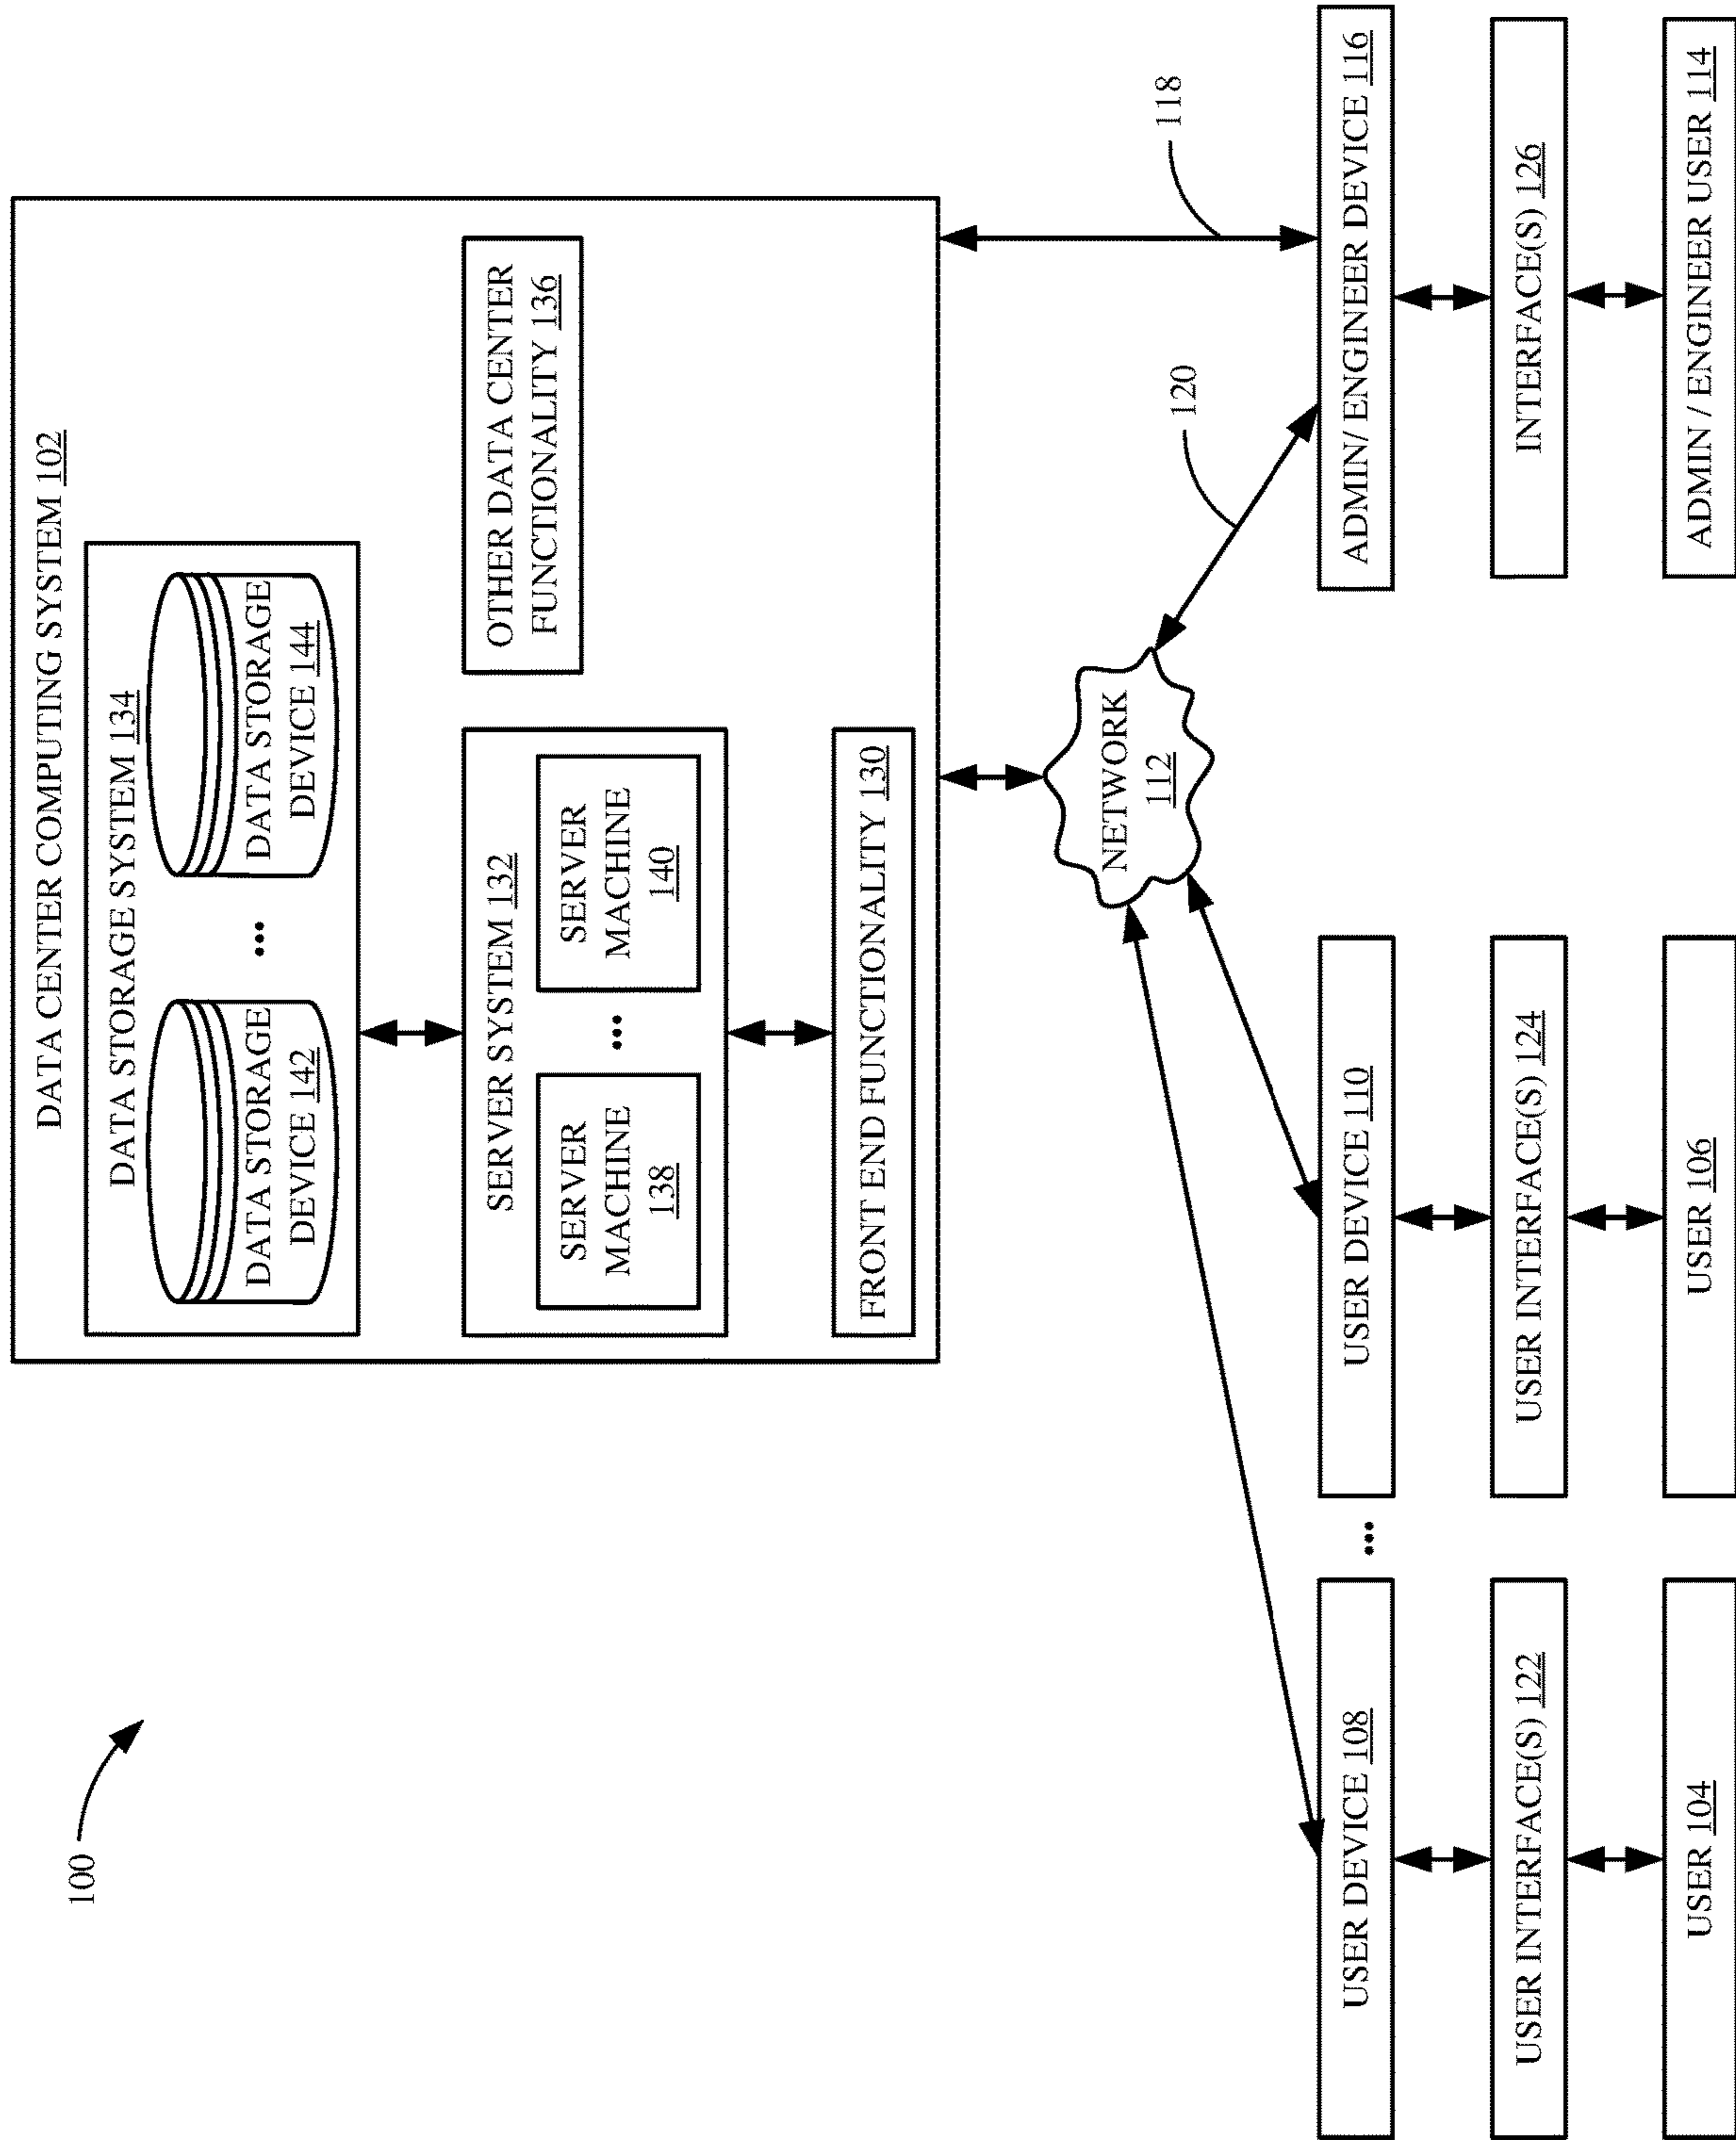 100
DATA CENTER COMPUTING SYSTEM 102
DATA STORAGE SYSTEM 134
DATA STORAGE
DEVICE 142
...
DATA STORAGE
DEVICE 144
SERVER SYSTEM 132
SERVER
MACHINE
138
...
SERVER
MACHINE
140
OTHER DATA CENTER
FUNCTIONALITY 136
FRONT END FUNCTIONALITY 130
NETWORK
112
120
118
USER DEVICE 108
...
USER DEVICE 110
ADMIN/ ENGINEER DEVICE 116
USER INTERFACE(S) 122
USER INTERFACE(S) 124
INTERFACE(S) 126
USER 104
USER 106
ADMIN / ENGINEER USER 114